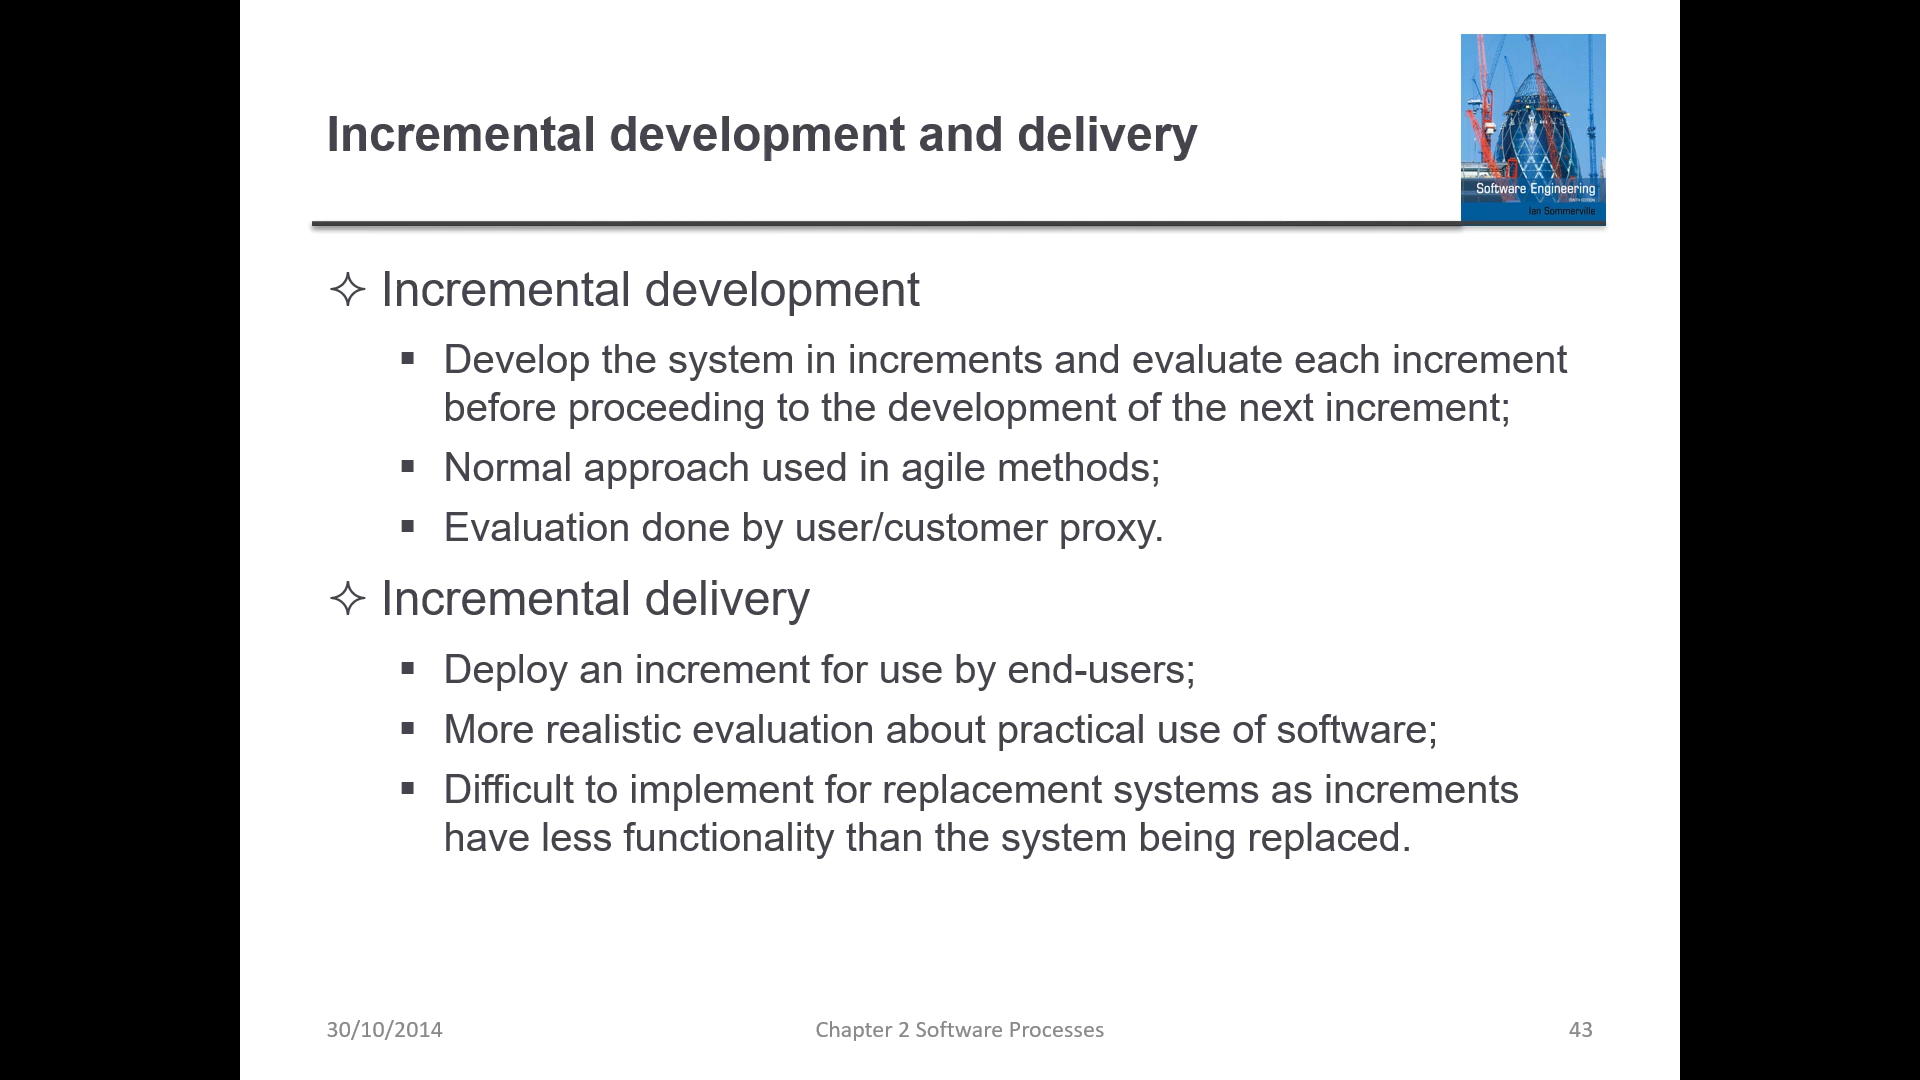 Incremental development and delivery
Software Engineering
Ian Sommerville
✧ Incremental development
▪ Develop the system in increments and evaluate each increment
before proceeding to the development of the next increment;
▪ Normal approach used in agile methods;
▪ Evaluation done by user/customer proxy.
✧ Incremental delivery
▪ Deploy an increment for use by end-users;
▪ More realistic evaluation about practical use of software;
▪ Difficult to implement for replacement systems as increments
have less functionality than the system being replaced.
30/10/2014
Chapter 2 Software Processes
43